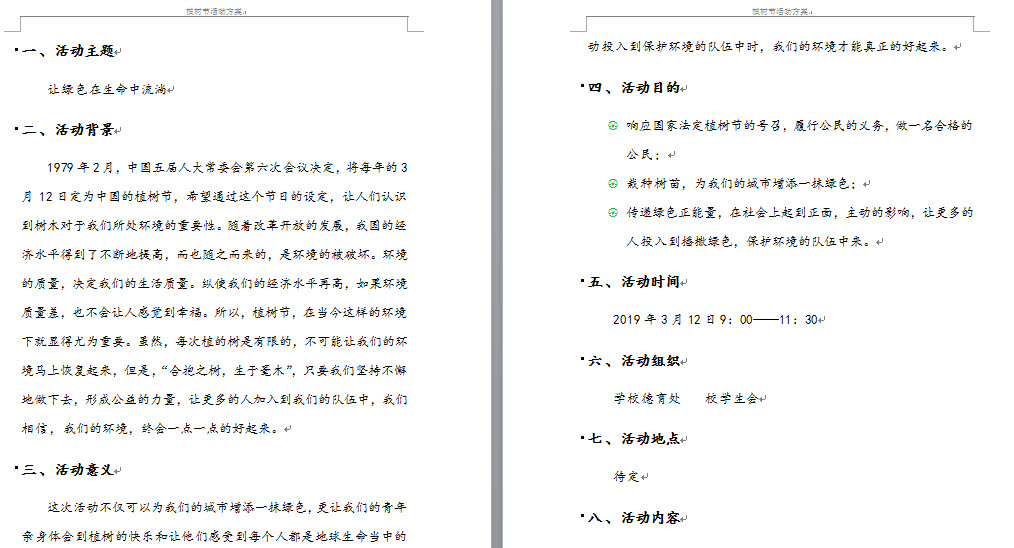 植树节活动方案
一、活动主题
让绿色在生命中流淌
二、活动背景
1979年2月，中国五届人大常委会第六次会议决定，将每年的3
月12日定为中国的植树节，希望通过这个节日的设定，让人们认识
到树木对于我们所处环境的重要性。随着改革开放的发展，我国的经
济水平得到了不断地提高，而也随之而来的，是环境的被破坏。环境
的质量，决定我们的生活质量。纵使我们的经济水平再高，如果环境
质量差，也不会让人感觉到幸福。所以，植树节，在当今这样的环境
下就显得尤为重要。虽然，每次植的树是有限的，不可能让我们的环
境马上恢复起来，但是，“合抱之树，生于毫木”，只要我们坚持不懈
地做下去，形成公益的力量，让更多的人加入到我们的队伍中，我们
相信，我们的环境，终会一点一点的好起来。
三、活动意义
这次活动不仅可以为我们的城市增添一抹绿色，更让我们的青年
亲身体会到植树的快乐和让他们感受到每个人都是地球生命当中的
植树节活动方案
动投入到保护环境的队伍中时，我们的环境才能真正的好起来。
四、活动目的
响应国家法定植树节的号召，履行公民的义务，做一名合格的
公民；
栽种树苗，为我们的城市增添一抹绿色；
传递绿色正能量，在社会上起到正面，主动的影响，让更多的
人投入到播撒绿色，保护环境的队伍中来。
五、活动时间
2019年3月12日9：00——11：30
六、活动组织
学校德育处 校学生会
七、活动地点
待定
八、活动内容